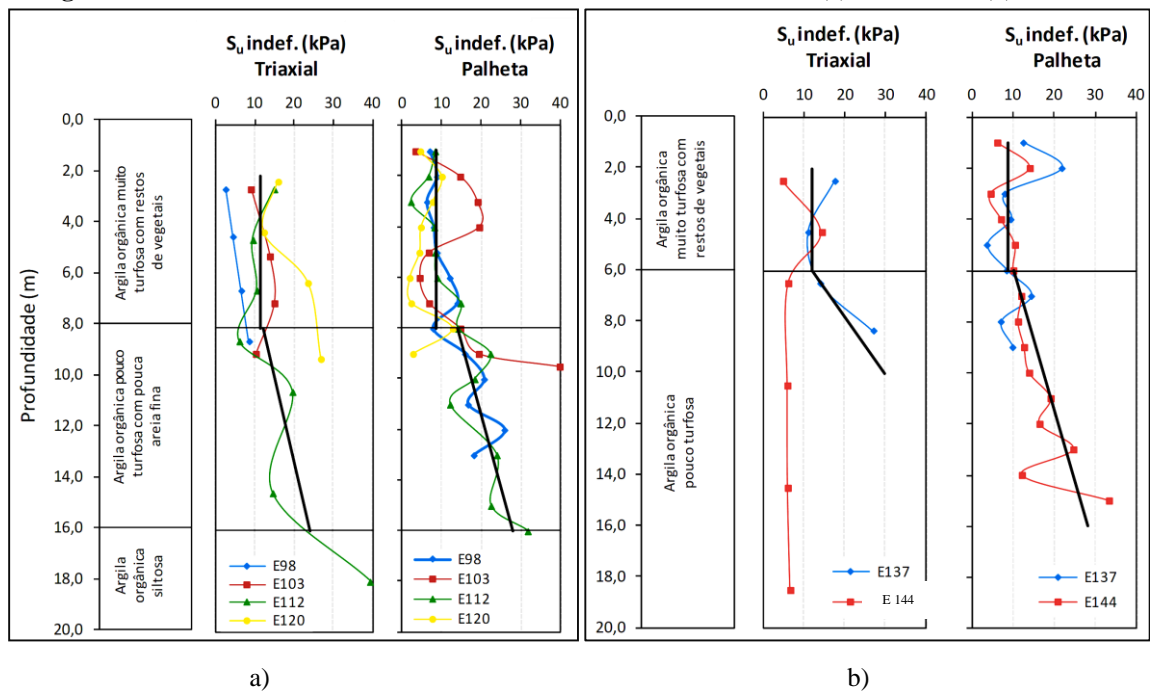 S_u indef. (kPa)
Triaxial
S_u indef. (kPa)
Palheta
0 10 20 30 40
0 10 20 30 40
Profundidade (m)
0,0
2,0
4,0
6,0
8,0
10,0
12,0
14,0
16,0
18,0
20,0
Argila orgânica muito
turfosa com restos
de vegetais
Argila orgânica pouco
turfosa com pouca
areia fina
Argila
orgânica
siltosa
E98
E103
E112
E120
E98
E103
E112
E120
a)
S_u indef. (kPa)
Triaxial
S_u indef. (kPa)
Palheta
0 10 20 30 40
0 10 20 30 40
0,0
2,0
4,0
6,0
8,0
10,0
12,0
14,0
16,0
18,0
20,0
Argila orgânica
muito turfosa com
restos de vegetais
Argila orgânica
pouco turfosa
E137
E 144
E137
E144
b)